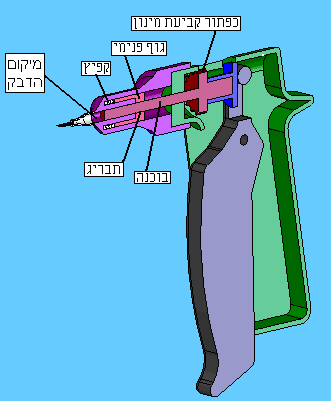 כפתור קביעת מינון
גוף פנימי
קפיץ
מיקום
הדבק
תבריג
בוכנה